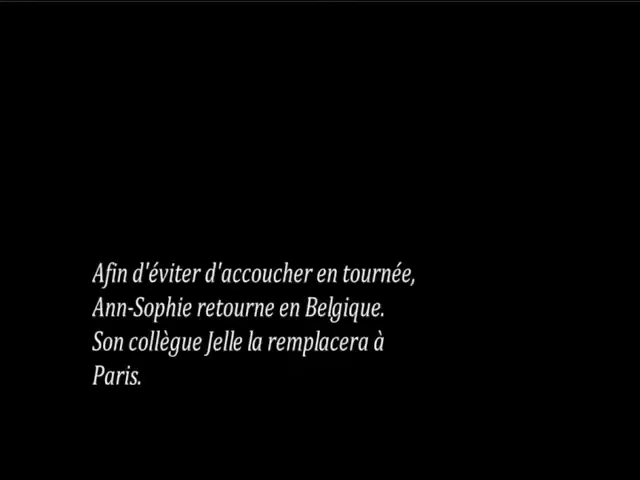 Afin d'éviter d'accoucher en tournée,
Ann-Sophie retourne en Belgique.
Son collègue Jelle la remplacera à
Paris.